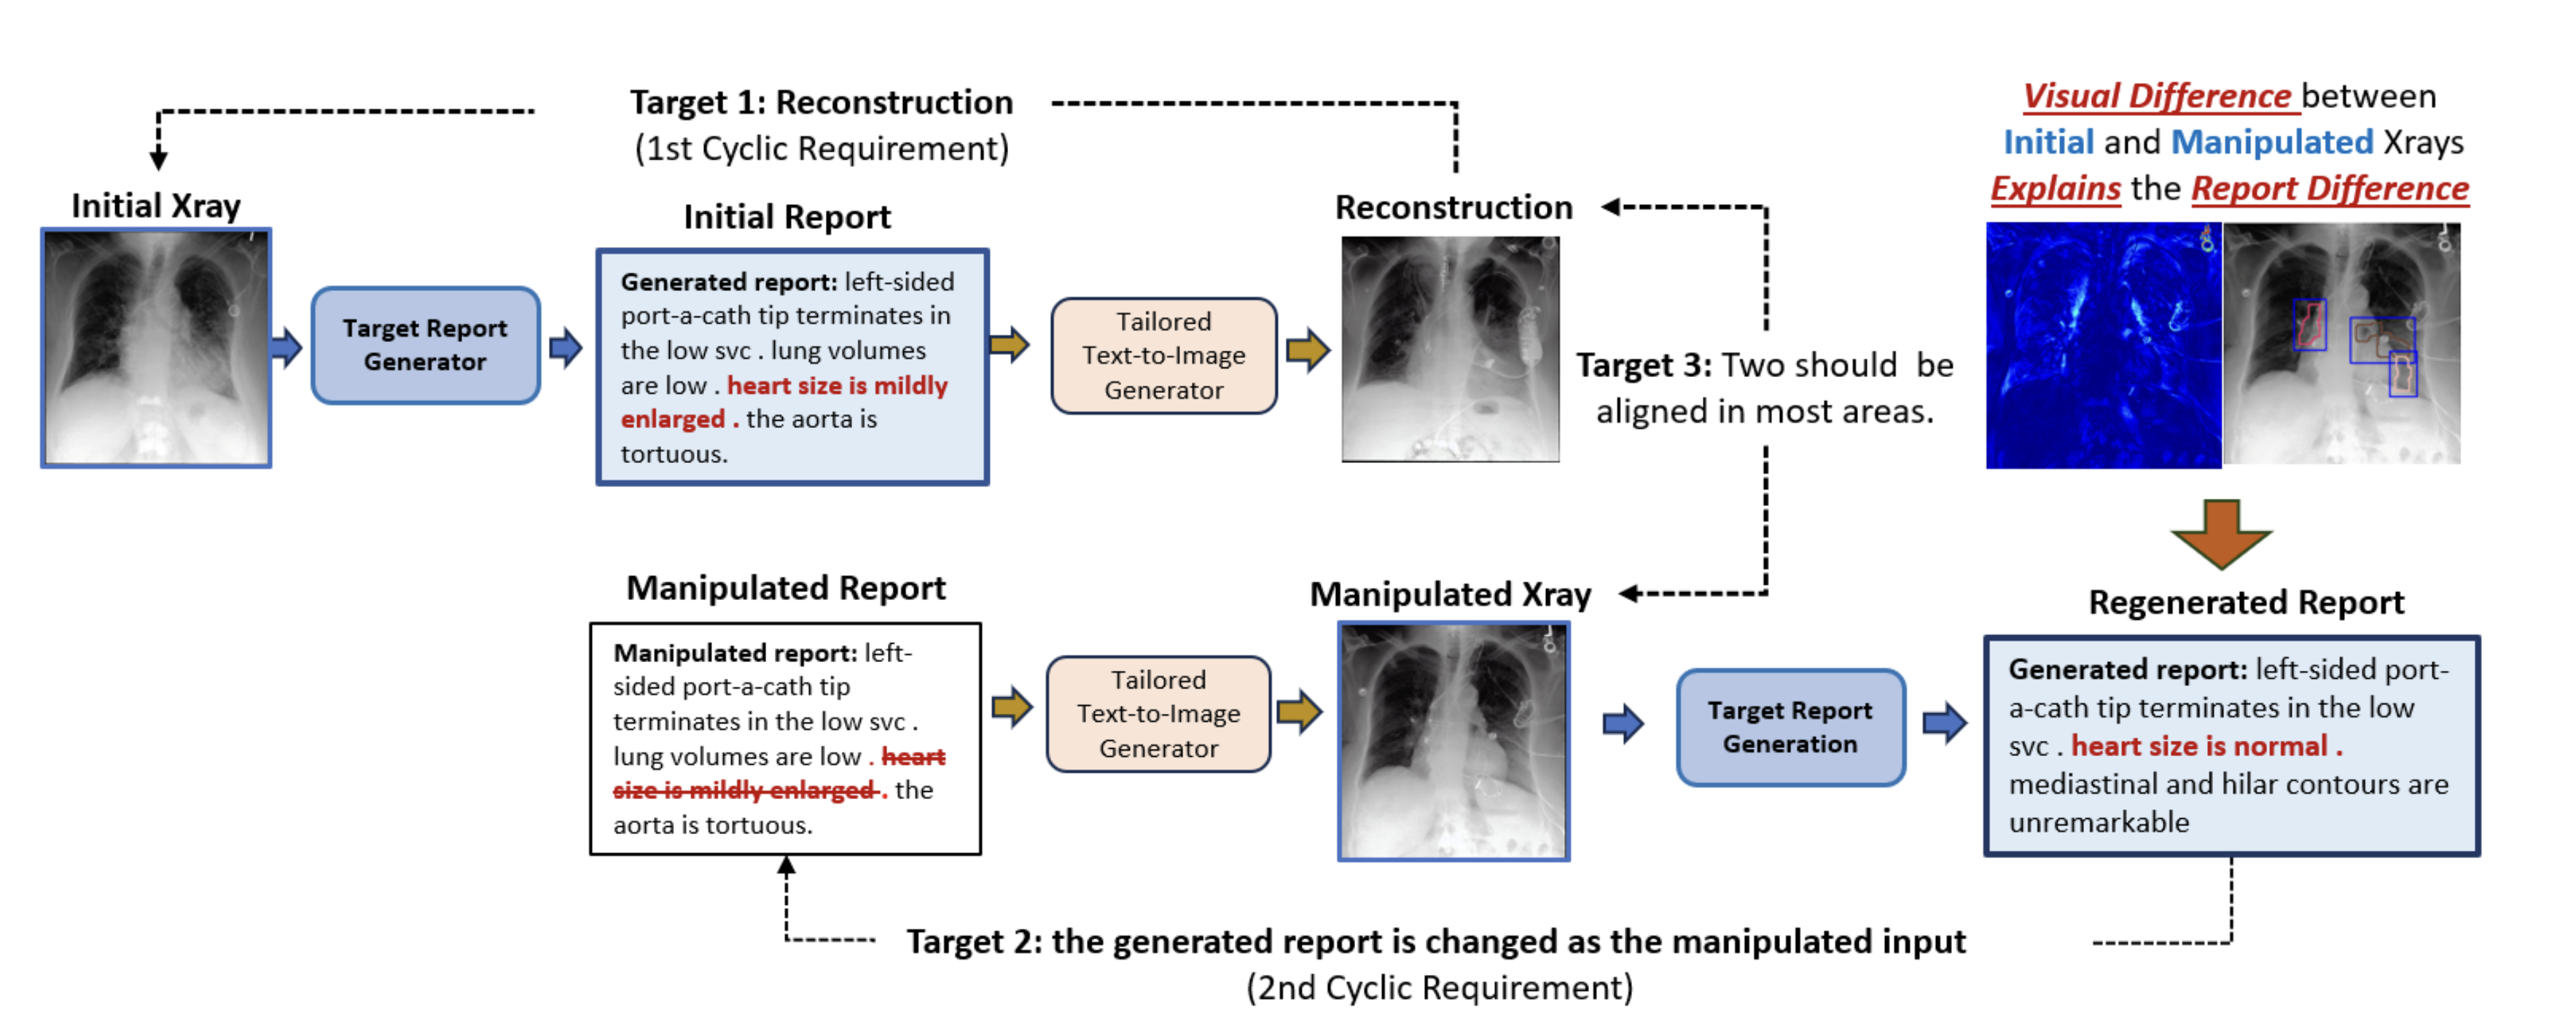 Target 1: Reconstruction
(1st Cyclic Requirement)
Visual Difference between
Initial and Manipulated Xrays
Explains the Report Difference
Initial Xray
Target Report
Generator
Initial Report
Generated report: left-sided
port-a-cath tip terminates in
the low svc . lung volumes
are low . heart size is mildly
enlarged . the aorta is
tortuous.
Tailored
Text-to-Image
Generator
Reconstruction
Target 3: Two should be
aligned in most areas.
Manipulated Report
Manipulated report: left-
sided port-a-cath tip
terminates in the low svc .
lung volumes are low . heart
size is mildly enlarged . the
aorta is tortuous.
Tailored
Text-to-Image
Generator
Manipulated Xray
Target Report
Generation
Regenerated Report
Generated report: left-sided port-
a-cath tip terminates in the low
svc . heart size is normal .
mediastinal and hilar contours are
unremarkable
Target 2: the generated report is changed as the manipulated input
(2nd Cyclic Requirement)